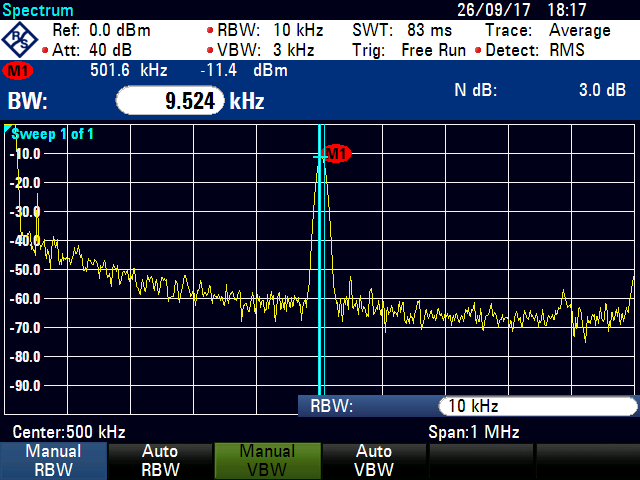 Spectrum 26/09/17 18:17
Ref: 0.0 dBm RBW: 10 kHz SWT: 83 ms Trace: Average
Att: 40 dB VBW: 3 kHz Trig: Free Run Detect: RMS
M1 501.6 kHz -11.4 dBm
BW: 9.524 kHz N dB: 3.0 dB
Sweep 1 of 1
-10.0 M1
-20.0
-30.0
-40.0
-50.0
-60.0
-70.0
-80.0
-90.0
RBW: 10 kHz
Center:500 kHz Span:1 MHz
Manual RBW Auto RBW Manual VBW Auto VBW